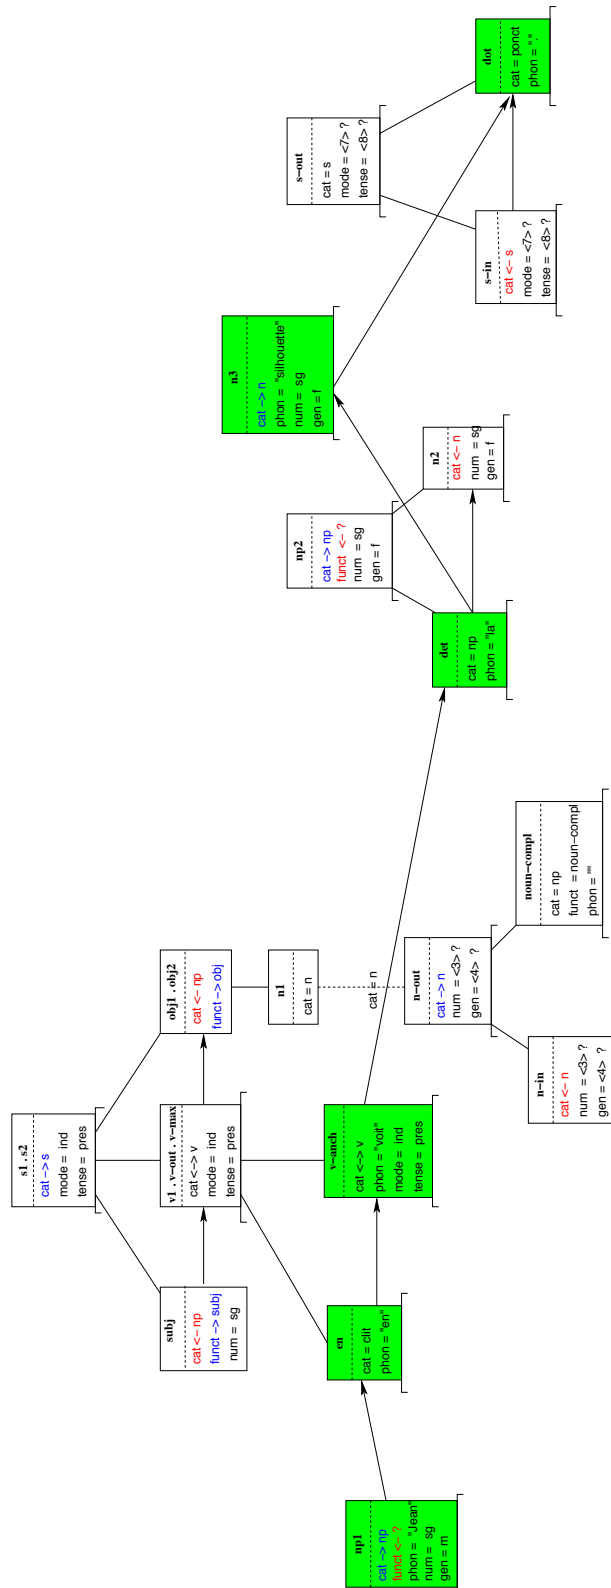 s1 . s2
cat −> s
mode = ind
tense = pres
subj
cat <− np
funct −> subj
num = sg
v1 . v−out . v−max
cat <−> v
mode = ind
tense = pres
obj1 . obj2
cat <− np
funct −> obj
n1
cat = n
cat = n
np1
cat −> np
funct <− ?
phon = "Jean"
num = sg
gen = m
en
cat = clit
phon = "en"
v−anch
cat <−> v
phon = "voit"
mode = ind
tense = pres
n−out
cat −> n
num = <3> ?
gen = <4> ?
n−in
cat <− n
num = <3> ?
gen = <4> ?
noun−compl
cat = np
funct = noun−compl
phon = ""
det
cat = np
phon = "la"
np2
cat −> np
funct <− ?
num = sg
gen = f
n2
cat <− n
num = sg
gen = f
n3
cat −> n
phon = "silhouette"
num = sg
gen = f
s−out
cat = s
mode = <7> ?
tense = <8> ?
s−in
cat <− s
mode = <7> ?
tense = <8> ?
dot
cat = ponct
phon = "."